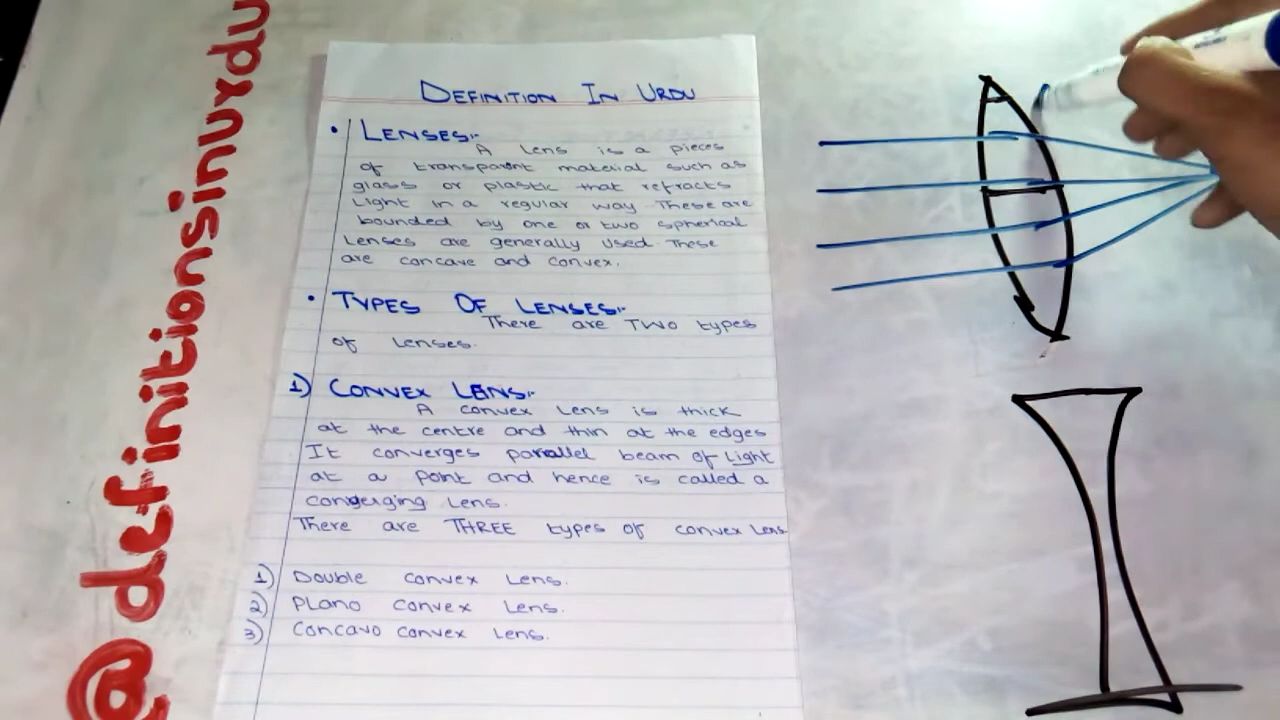 @definitionsinurdu
DEFINITION IN URDU
• LENSES:-
A Lens is a pieces
of transparent material such as
glass or plastic that refracts
Light in a regular way These are
bounded by one or two spherical
Lenses are generally used. These
are concave and convex.
• TYPES OF LENSES:-
There are TWO types
of Lenses.
1) CONVEX LENS:-
A convex Lens is thick
at the centre and thin at the edges
It converges parallel beam of Light
at a point and hence is called a
converging Lens.
There are THREE types of convex Lens
1) Double convex Lens.
2) Plano convex Lens.
3) Concavo convex Lens.